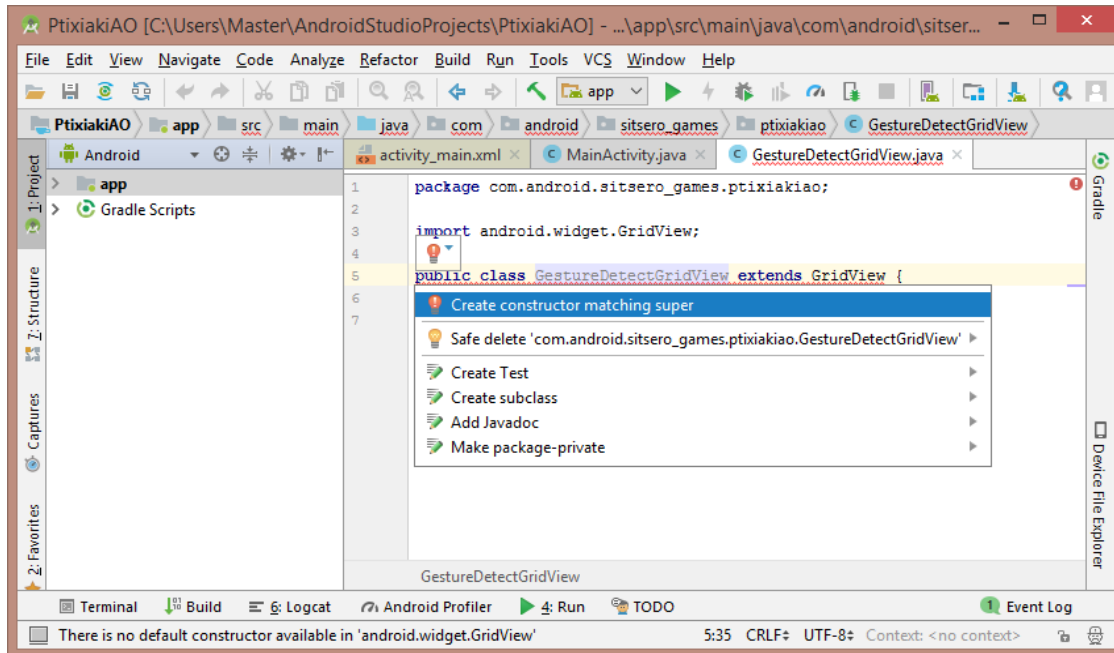 PtixiakiAO [C:\Users\Master\AndroidStudioProjects\PtixiakiAO] - ...\app\src\main\java\com\android\sitser...
File Edit View Navigate Code Analyze Refactor Build Run Tools VCS Window Help
app
PtixiakiAO app src main java com android sitsero_games ptixiakiao GestureDetectGridView
Android activity_main.xml MainActivity.java GestureDetectGridView.java
1: Project
Z: Structure
Captures
2: Favorites
app
Gradle Scripts
1 package com.android.sitsero_games.ptixiakiao;
2
3 import android.widget.GridView;
4
5 public class GestureDetectGridView extends GridView {
6
7
Create constructor matching super
Safe delete 'com.android.sitsero_games.ptixiakiao.GestureDetectGridView'
Create Test
Create subclass
Add Javadoc
Make package-private
GestureDetectGridView
Gradle
Device File Explorer
Terminal Build 6: Logcat Android Profiler 4: Run TODO 1 Event Log
There is no default constructor available in 'android.widget.GridView' 5:35 CRLF UTF-8 Context: <no context>